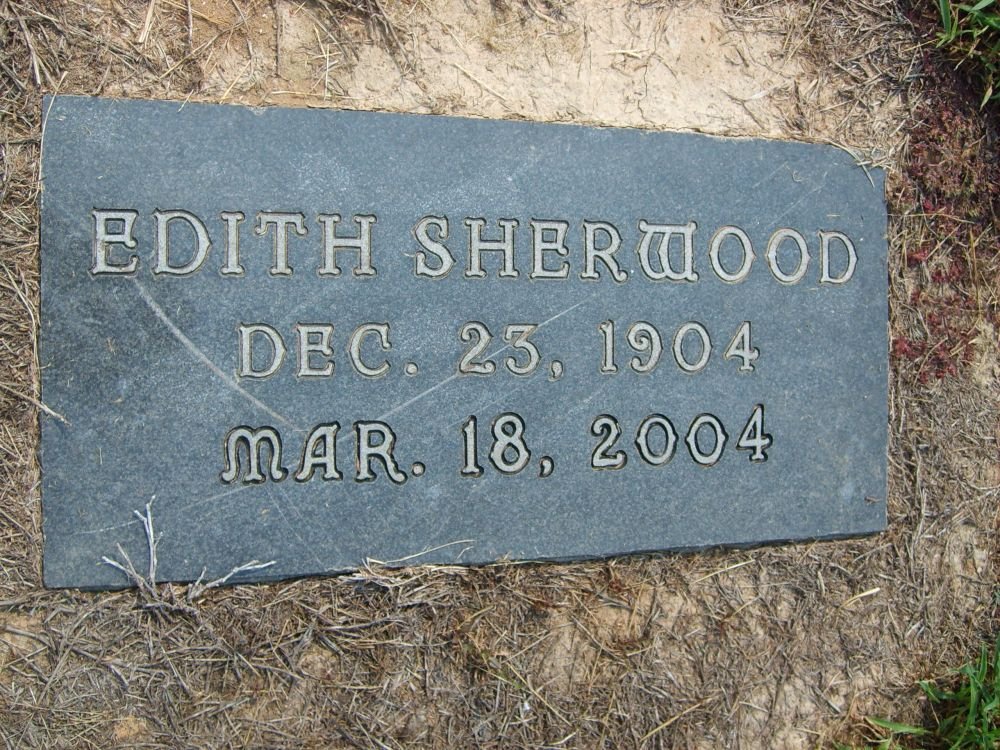 EDITH SHERWOOD
DEC. 23, 1904
MAR. 18, 2004